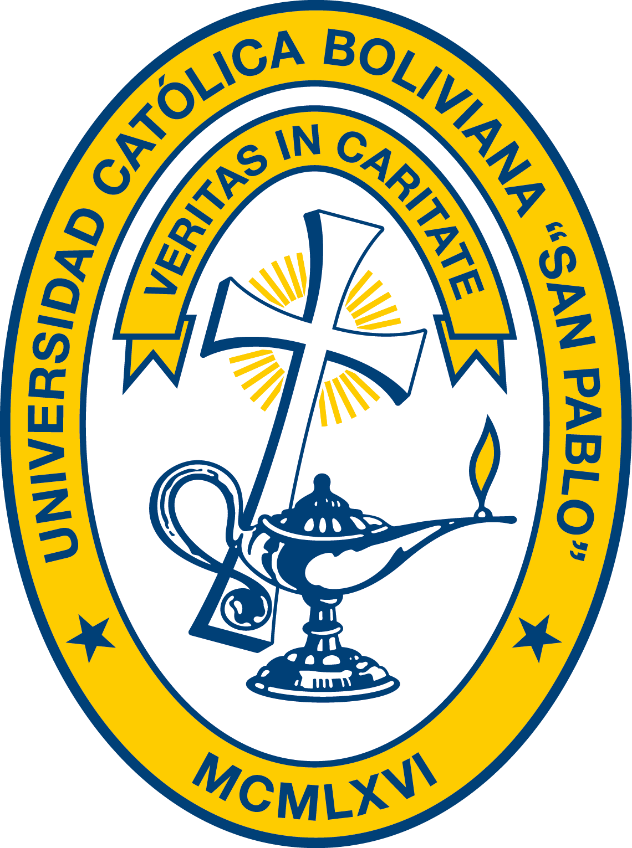 UNIVERSIDAD CATÓLICA BOLIVIANA “SAN PABLO”
VERITAS IN CARITATE
MCMLXVI